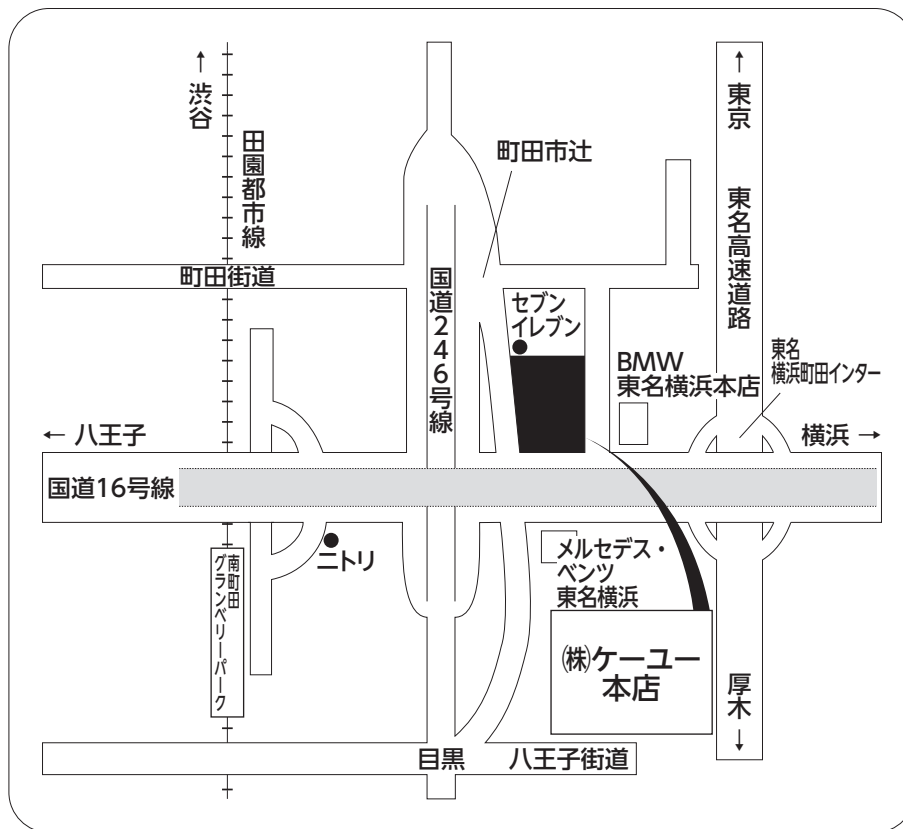 ↑
渋谷
田園都市線
町田市辻
↑
東京
東名高速道路
町田街道
国道246号線
セブン
イレブン
BMW
東名横浜本店
東名
横浜町田インター
← 八王子
横浜 →
国道16号線
ニトリ
メルセデス・
ベンツ
東名横浜
南町田
グランベリーパーク
㈱ケーユー
本店
厚木
↓
目黒
八王子街道